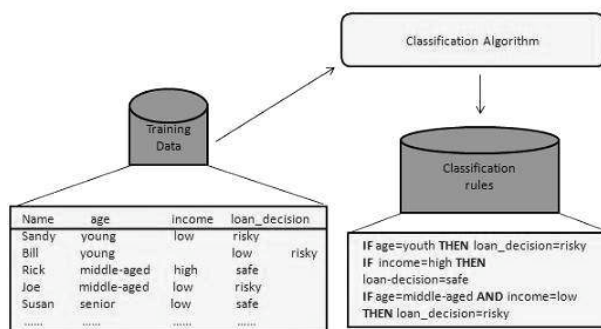 Classification Algorithm
Training
Data
Classification
rules
Name age income loan_decision
Sandy young low risky
Bill young low risky
Rick middle-aged high safe
Joe middle-aged low risky
Susan senior low safe
...... ...... ...... ......
IF age=youth THEN loan_decision=risky
IF income=high THEN
loan-decision=safe
IF age=middle-aged AND income=low
THEN loan_decision=risky